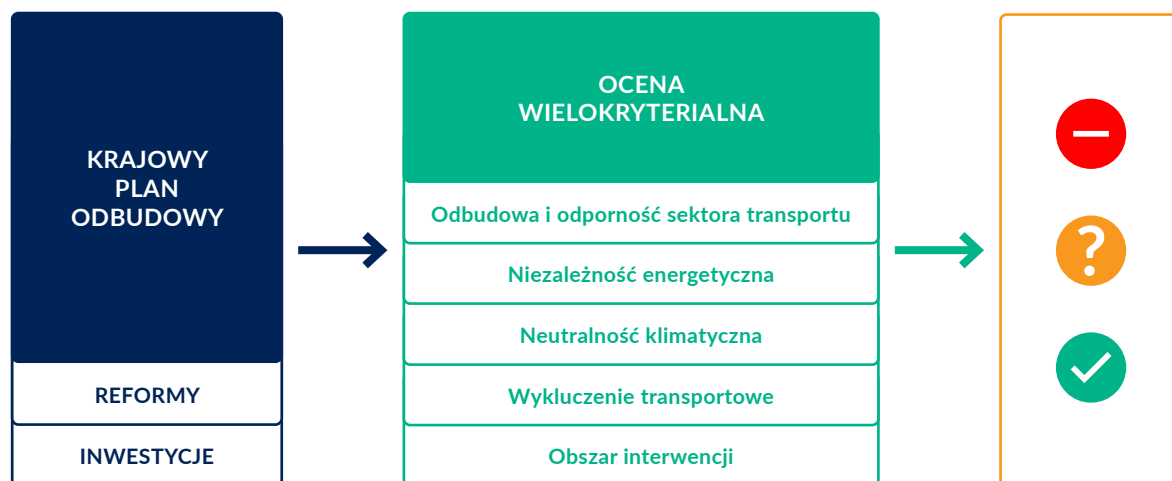 KRAJOWY
PLAN
ODBUDOWY
REFORMY
INWESTYCJE
OCENA
WIELOKRYTERIALNA
Odbudowa i odporność sektora transportu
Niezależność energetyczna
Neutralność klimatyczna
Wykluczenie transportowe
Obszar interwencji
?